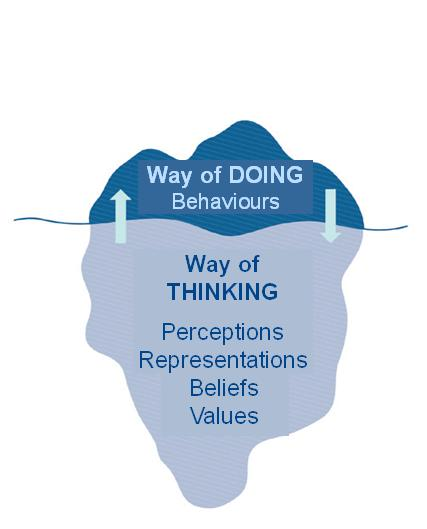 Way of DOING
Behaviours
Way of
THINKING
Perceptions
Representations
Beliefs
Values